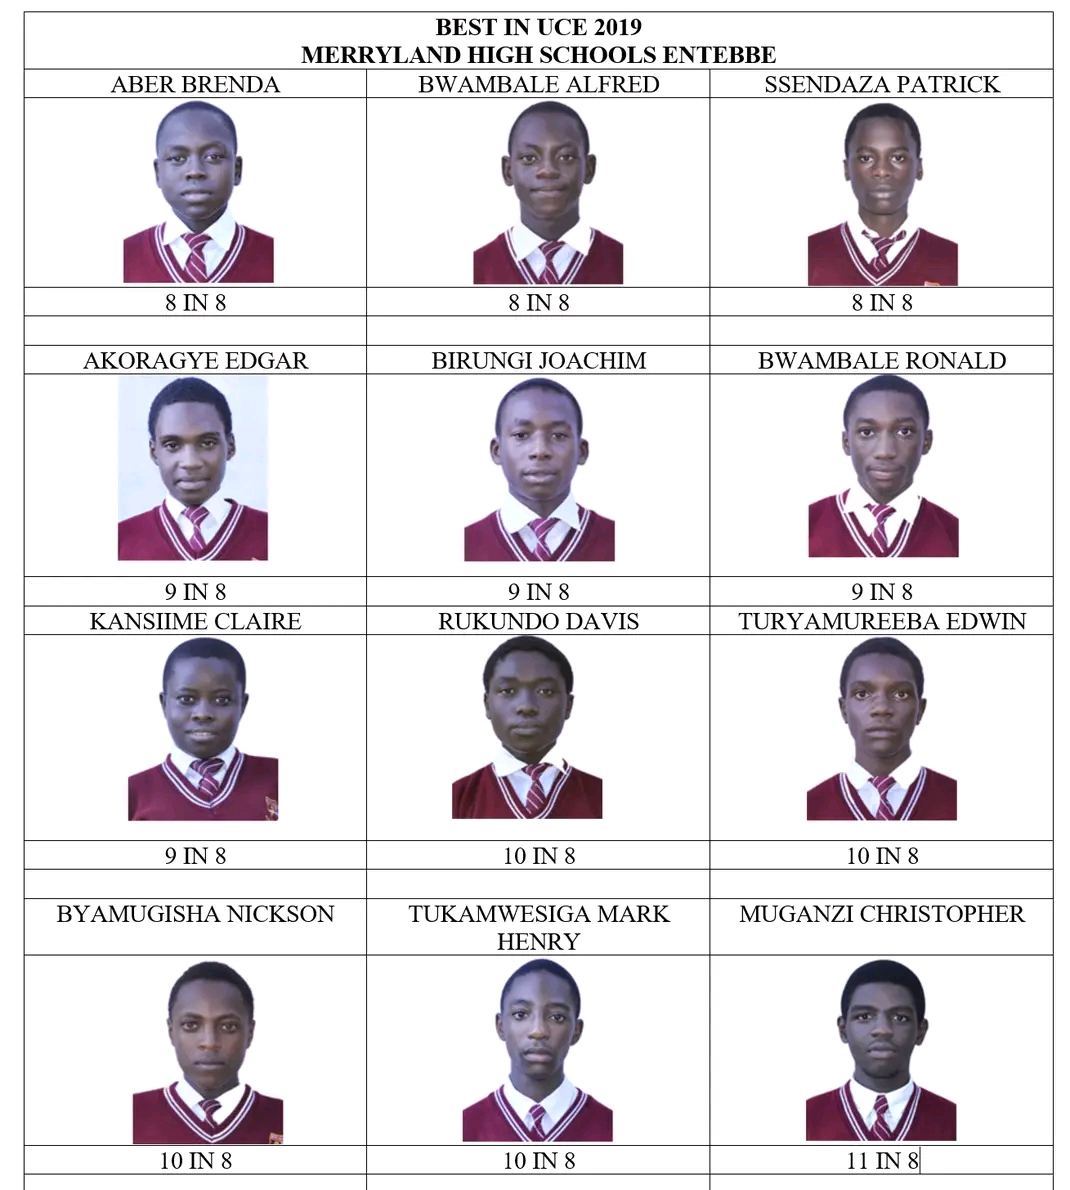 BEST IN UCE 2019
MERRYLAND HIGH SCHOOLS ENTEBBE
ABER BRENDA
BWAMBALE ALFRED
SSENDAZA PATRICK
8 IN 8
8 IN 8
8 IN 8
AKORAGYE EDGAR
BIRUNGI JOACHIM
BWAMBALE RONALD
9 IN 8
9 IN 8
9 IN 8
KANSIIME CLAIRE
RUKUNDO DAVIS
TURYAMUREEBA EDWIN
9 IN 8
10 IN 8
10 IN 8
BYAMUGISHA NICKSON
TUKAMWESIGA MARK
HENRY
MUGANZI CHRISTOPHER
10 IN 8
10 IN 8
11 IN 8